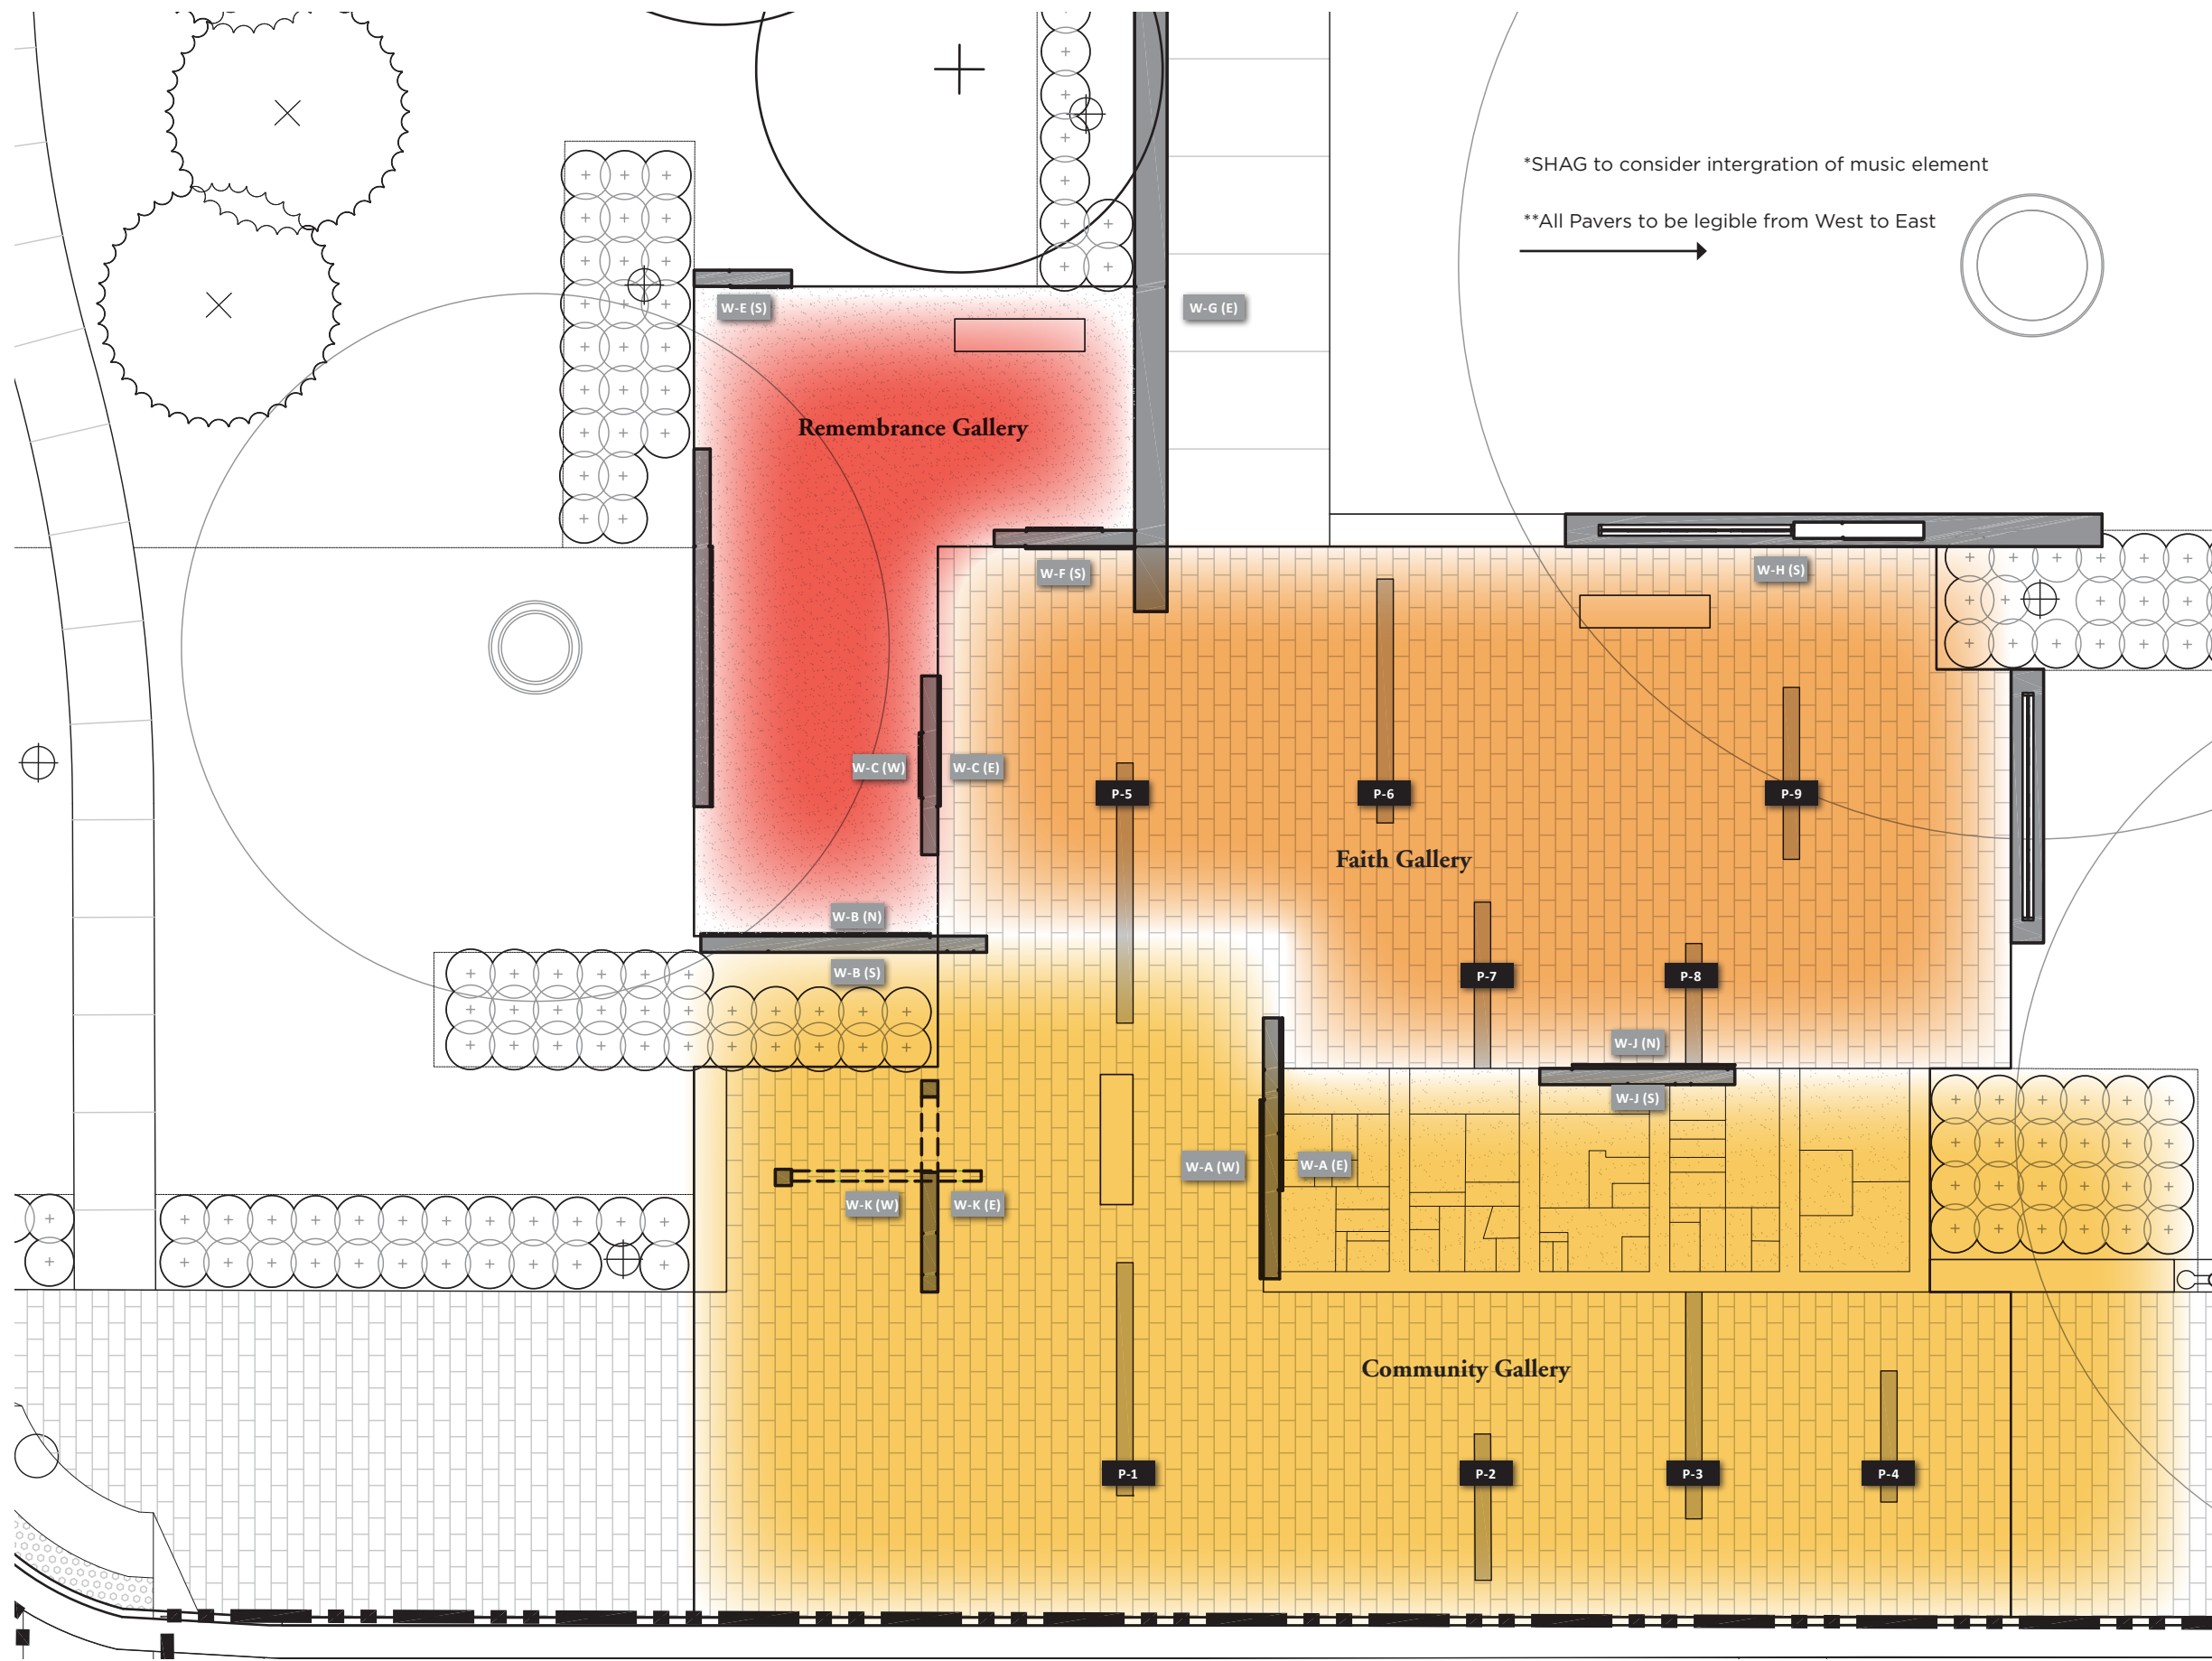 *SHAG to consider intergration of music element
**All Pavers to be legible from West to East
W-E (S)
W-G (E)
Remembrance Gallery
W-F (S)
W-H (S)
W-C (W)
W-C (E)
P-5
P-6
P-9
Faith Gallery
W-B (N)
W-B (S)
P-7
P-8
W-J (N)
W-J (S)
W-A (W)
W-A (E)
W-K (W)
W-K (E)
Community Gallery
P-1
P-2
P-3
P-4